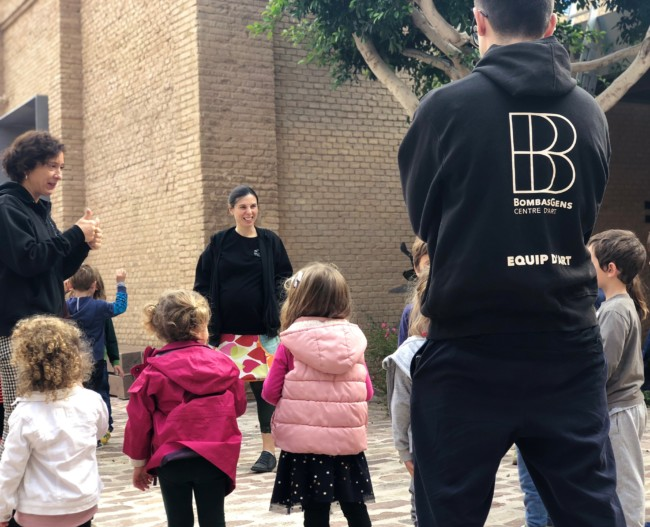 BB
BOMBASGENS
CENTRE D'ART
EQUIP D'ART